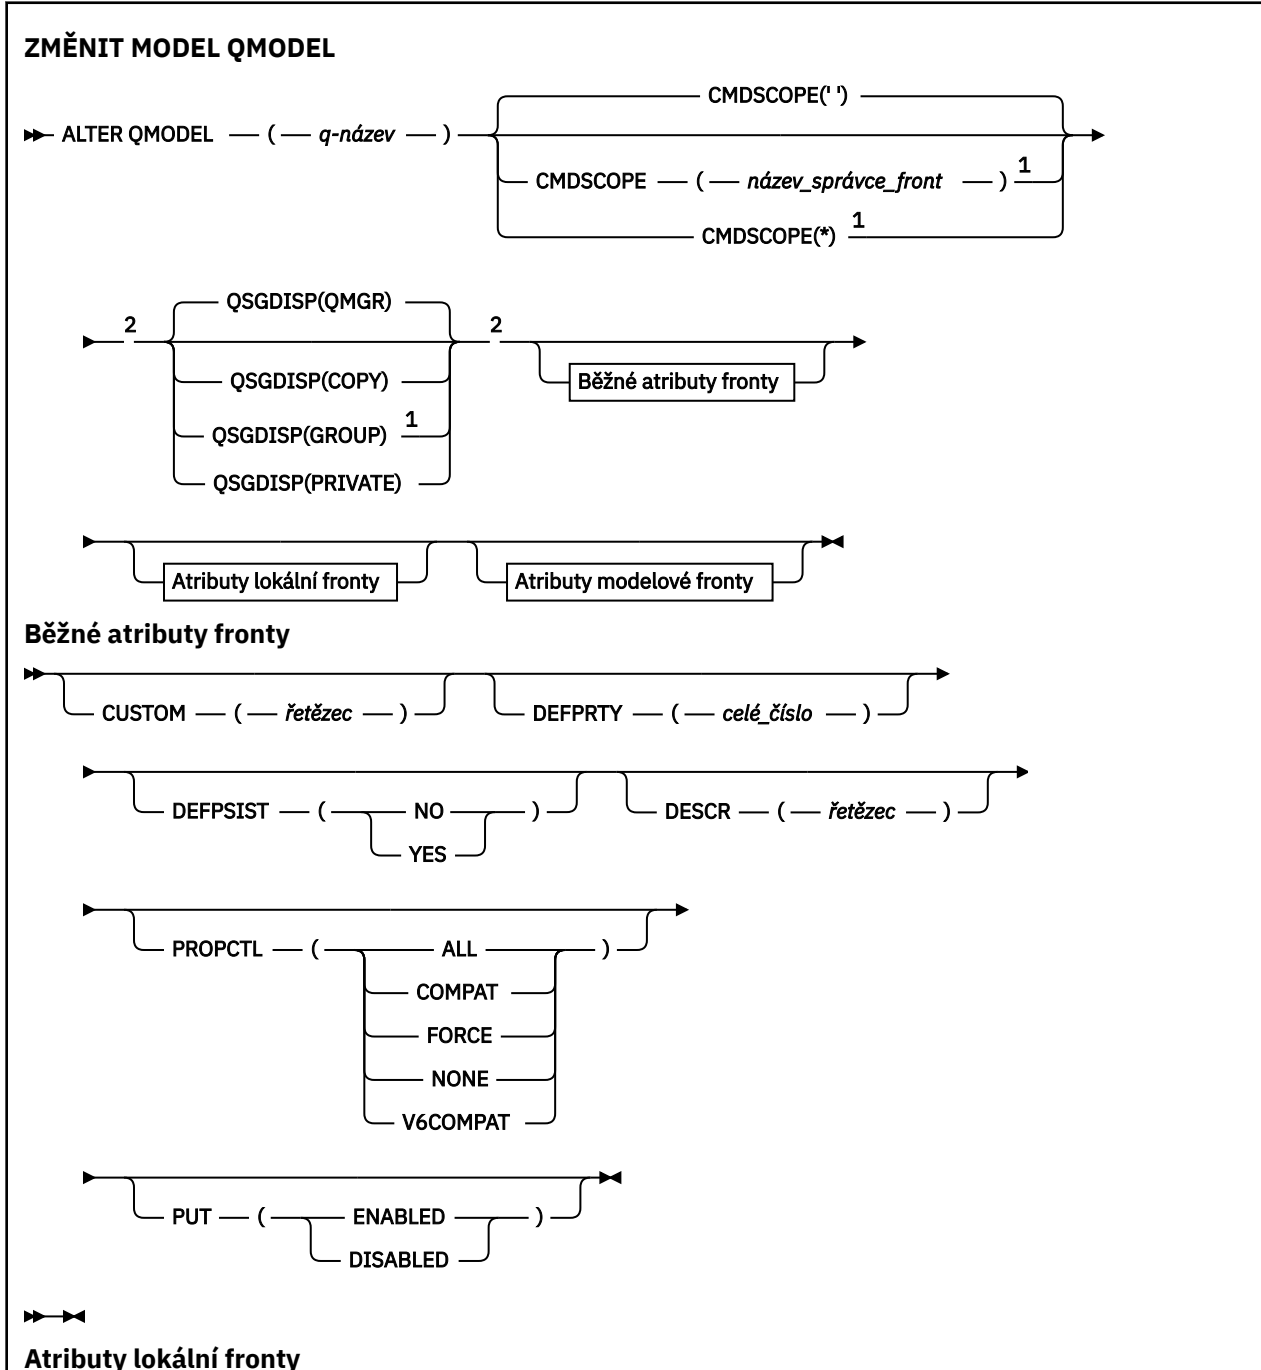 ZMĚNIT MODEL QMODEL
CMDSCOPE(' ')
ALTER QMODEL ( q-název )
CMDSCOPE ( název_správce_front ) 1
CMDSCOPE(*) 1
2 QSGDISP(QMGR) 2
QSGDISP(COPY)
QSGDISP(GROUP) 1
QSGDISP(PRIVATE)
Běžné atributy fronty
Atributy lokální fronty Atributy modelové fronty
Běžné atributy fronty
CUSTOM ( řetězec ) DEFPRTY ( celé_číslo )
DEFPSIST ( NO ) DESCR ( řetězec )
YES
PROPCTL ( ALL )
COMPAT
FORCE
NONE
V6COMPAT
PUT ( ENABLED )
DISABLED
Atributy lokální fronty